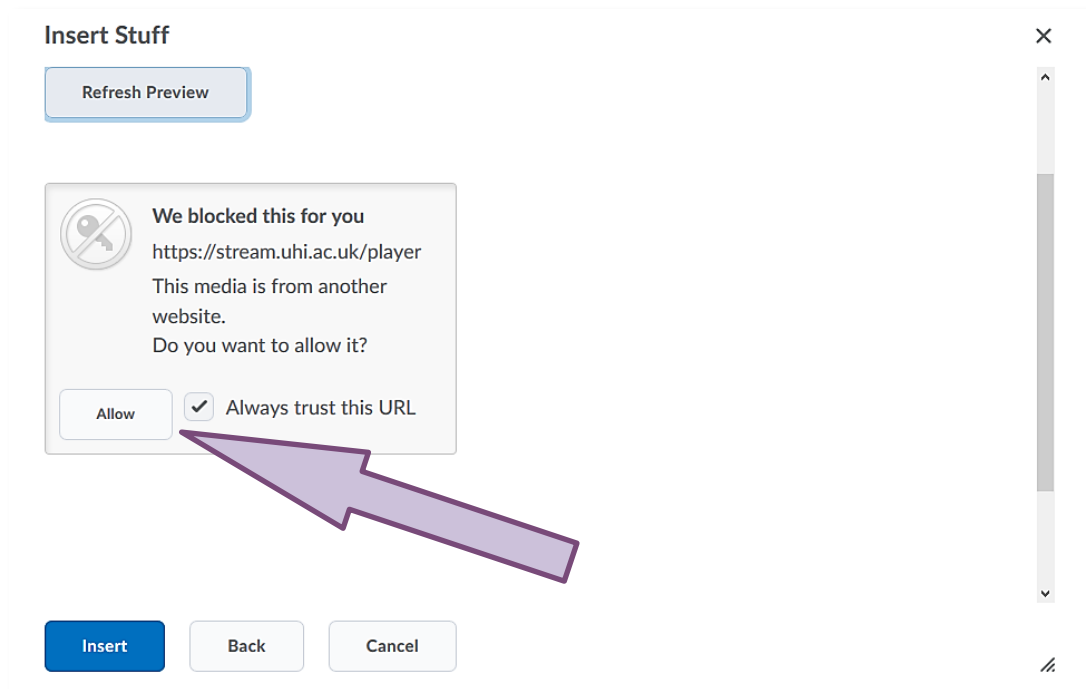 Insert Stuff
Refresh Preview
We blocked this for you
https://stream.uhi.ac.uk/player
This media is from another
website.
Do you want to allow it?
Allow
Always trust this URL
Insert
Back
Cancel